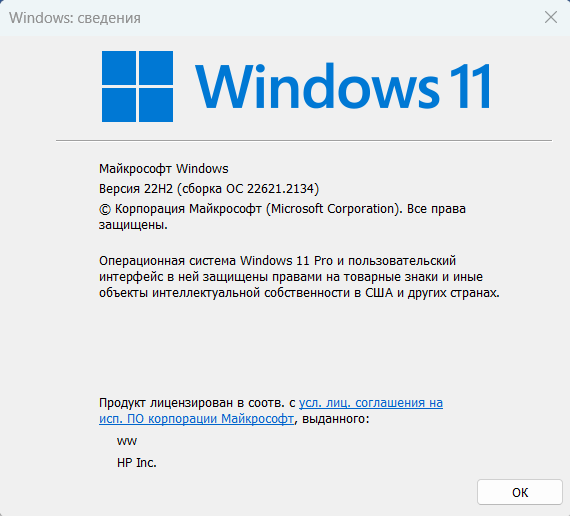 Windows: сведения
Windows 11
Майкрософт Windows
Версия 22H2 (сборка ОС 22621.2134)
© Корпорация Майкрософт (Microsoft Corporation). Все права
защищены.
Операционная система Windows 11 Pro и пользовательский
интерфейс в ней защищены правами на товарные знаки и иные
объекты интеллектуальной собственности в США и других странах.
Продукт лицензирован в соотв. с усл. лиц. соглашения на
исп. ПО корпорации Майкрософт, выданного:
ww
HP Inc.
ОК